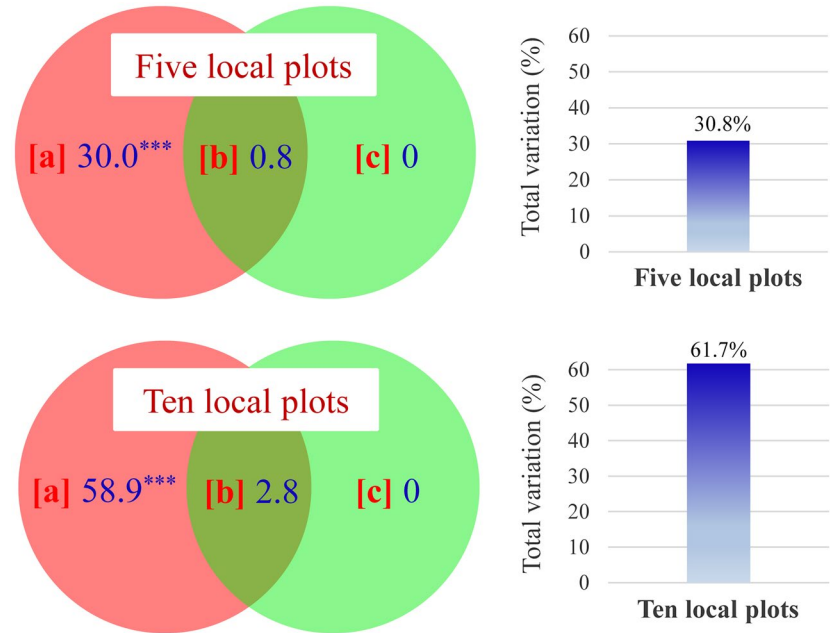 Five local plots
[a] 30.0***
[b] 0.8
[c] 0
Total variation (%)
60
50
40
30
20
10
0
30.8%
Five local plots
Ten local plots
[a] 58.9***
[b] 2.8
[c] 0
Total variation (%)
60
50
40
30
20
10
0
61.7%
Ten local plots